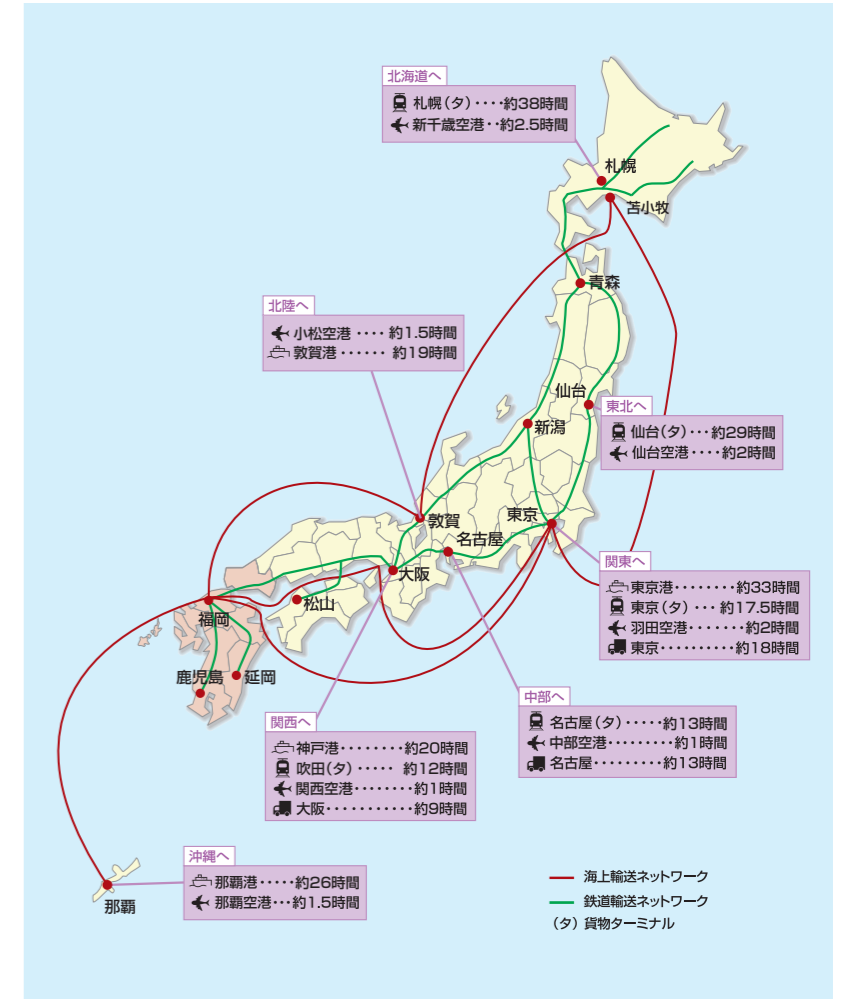 北海道へ
札幌（タ）････約38時間
新千歳空港‥約2.5時間
札幌
苫小牧
青森
北陸へ
小松空港････約1.5時間
敦賀港･･････約19時間
仙台
東北へ
新潟
仙台（タ）･･･約29時間
仙台空港････約2時間
敦賀
東京
名古屋
関東へ
大阪
東京港････････約33時間
東京（タ）･･･約17.5時間
羽田空港･･･････約2時間
東京･･････････約18時間
松山
福岡
鹿児島
延岡
中部へ
名古屋（タ）･････約13時間
中部空港･････････約1時間
名古屋･････････約13時間
関西へ
神戸港････････約20時間
吹田（タ）･････約12時間
関西空港････････約1時間
大阪･･･････････約9時間
沖縄へ
那覇港･････約26時間
那覇空港･･･約1.5時間
那覇
海上輸送ネットワーク
鉄道輸送ネットワーク
（タ）貨物ターミナル